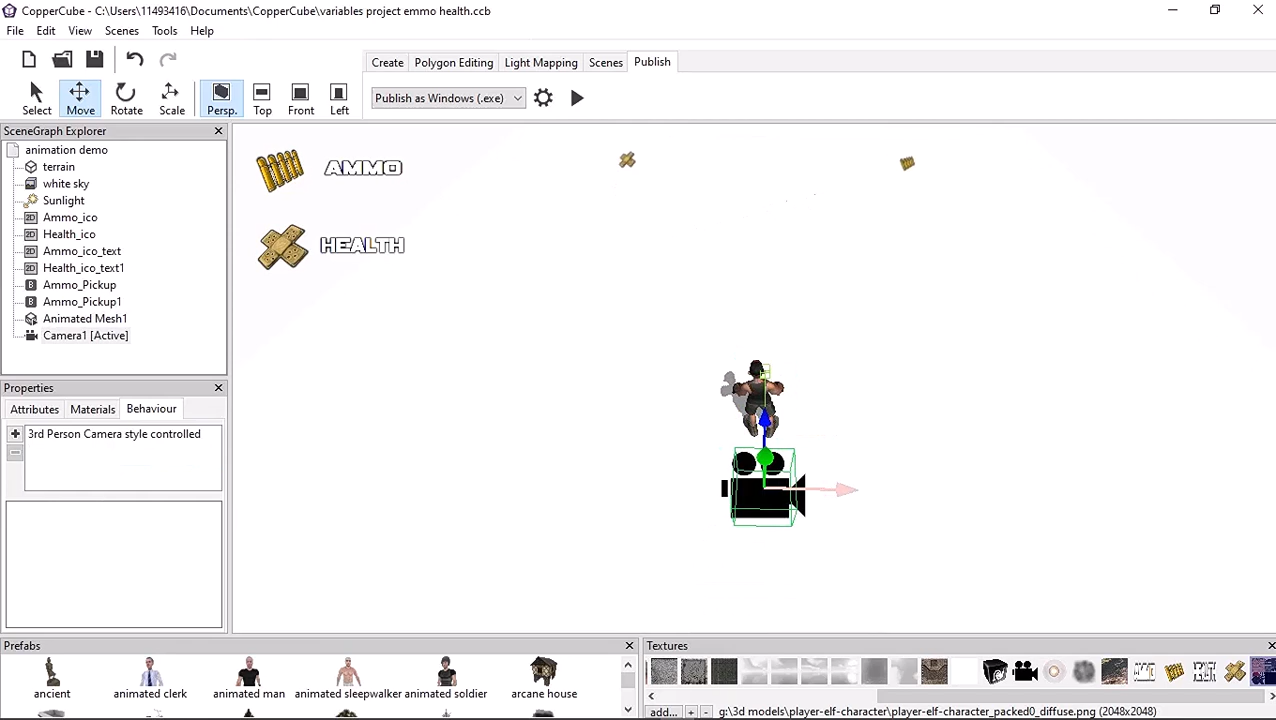 CopperCube - C:\Users\11493416\Documents\CopperCube\variables project emmo health.ccb
File Edit View Scenes Tools Help
Create Polygon Editing Light Mapping Scenes Publish
Select Move Rotate Scale Persp. Top Front Left
Publish as Windows (.exe)
SceneGraph Explorer
animation demo
terrain
white sky
Sunlight
2D Ammo_ico
2D Health_ico
2D Ammo_ico_text
2D Health_ico_text1
B Ammo_Pickup
B Ammo_Pickup1
Animated Mesh1
Camera1 [Active]
AMMO
HEALTH
Properties
Attributes Materials Behaviour
3rd Person Camera style controlled
Prefabs
ancient animated clerk animated man animated sleepwalker animated soldier arcane house
Textures
add... + -
g:\3d models\player-elf-character\player-elf-character_packed0_diffuse.png (2048x2048)